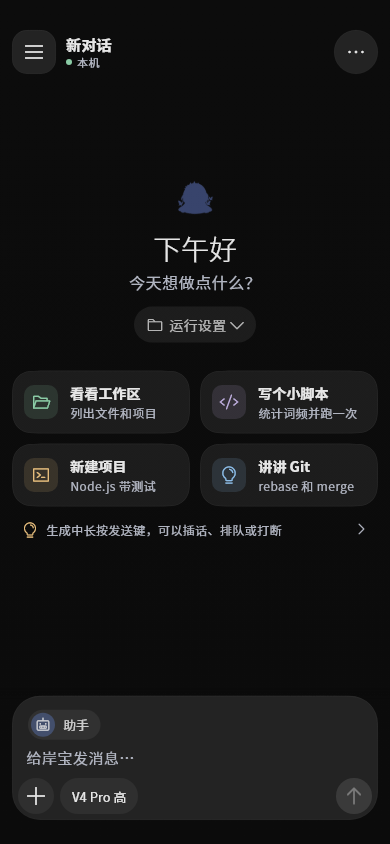 新对话
本机
下午好
今天想做点什么?
运行设置
看看工作区
列出文件和项目
写个小脚本
统计词频并跑一次
新建项目
Node.js 带测试
讲讲 Git
rebase 和 merge
生成中长按发送键，可以插话、排队或打断
助手
给岸宝发消息…
V4 Pro 高